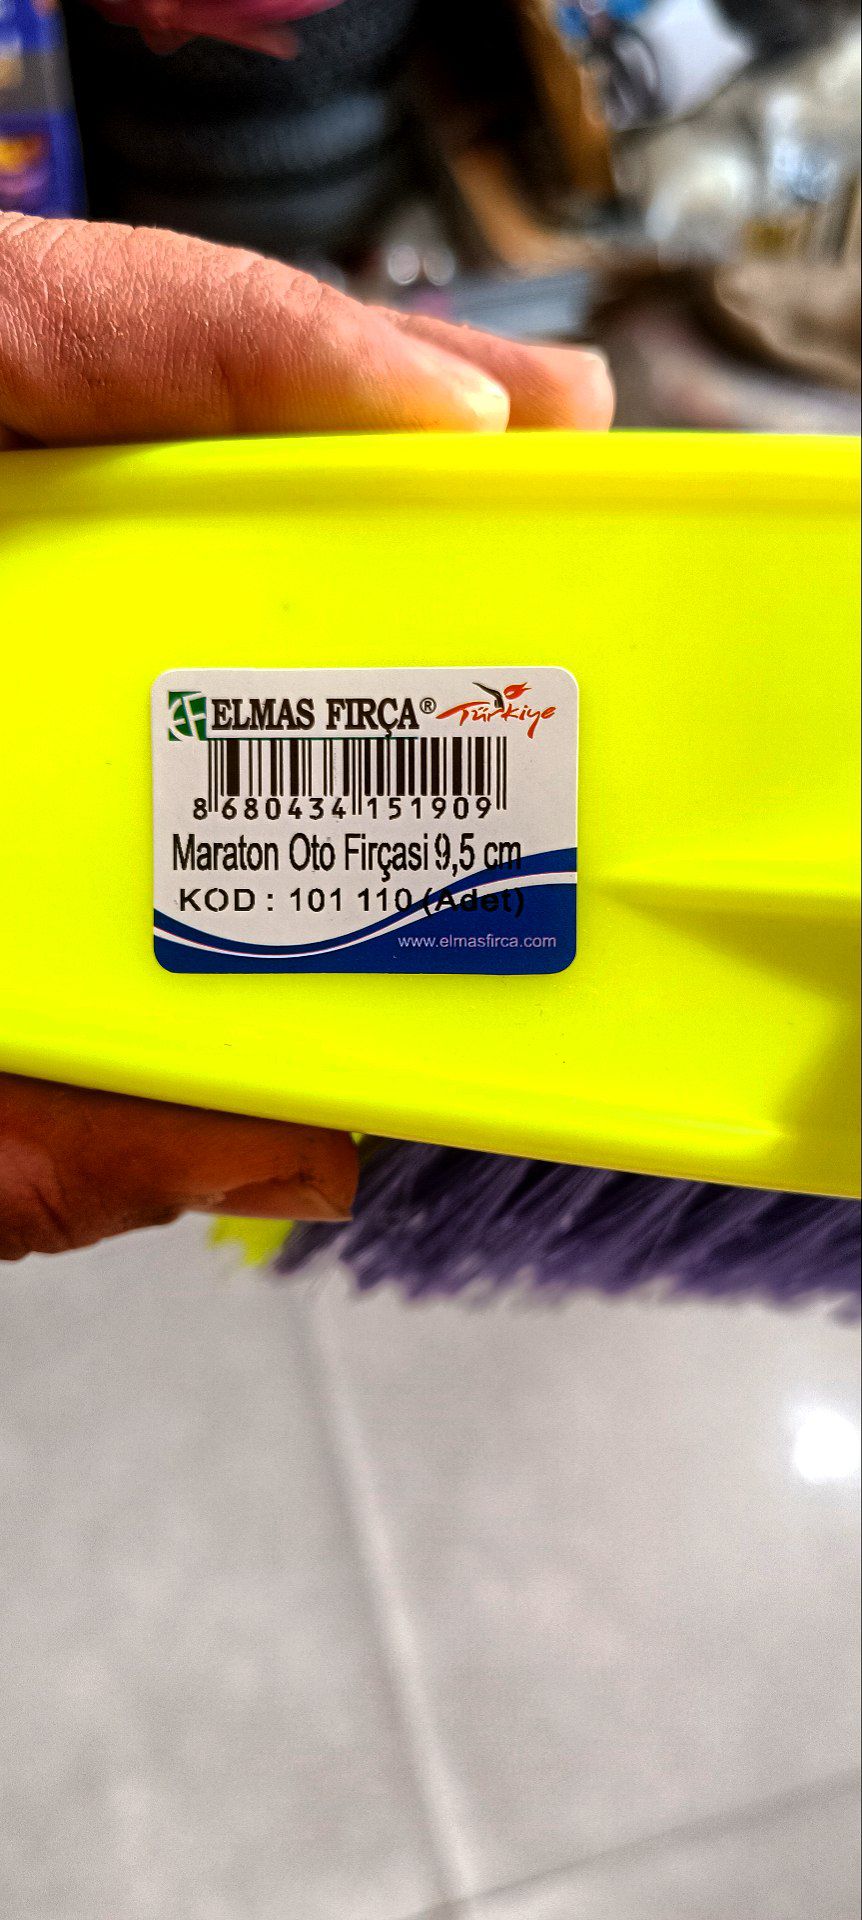 EF ELMAS FIRÇA® Türkiye
8 680434 151909
Maraton Oto Firçasi 9,5 cm
KOD : 101 110 (Adet)
www.elmasfirca.com